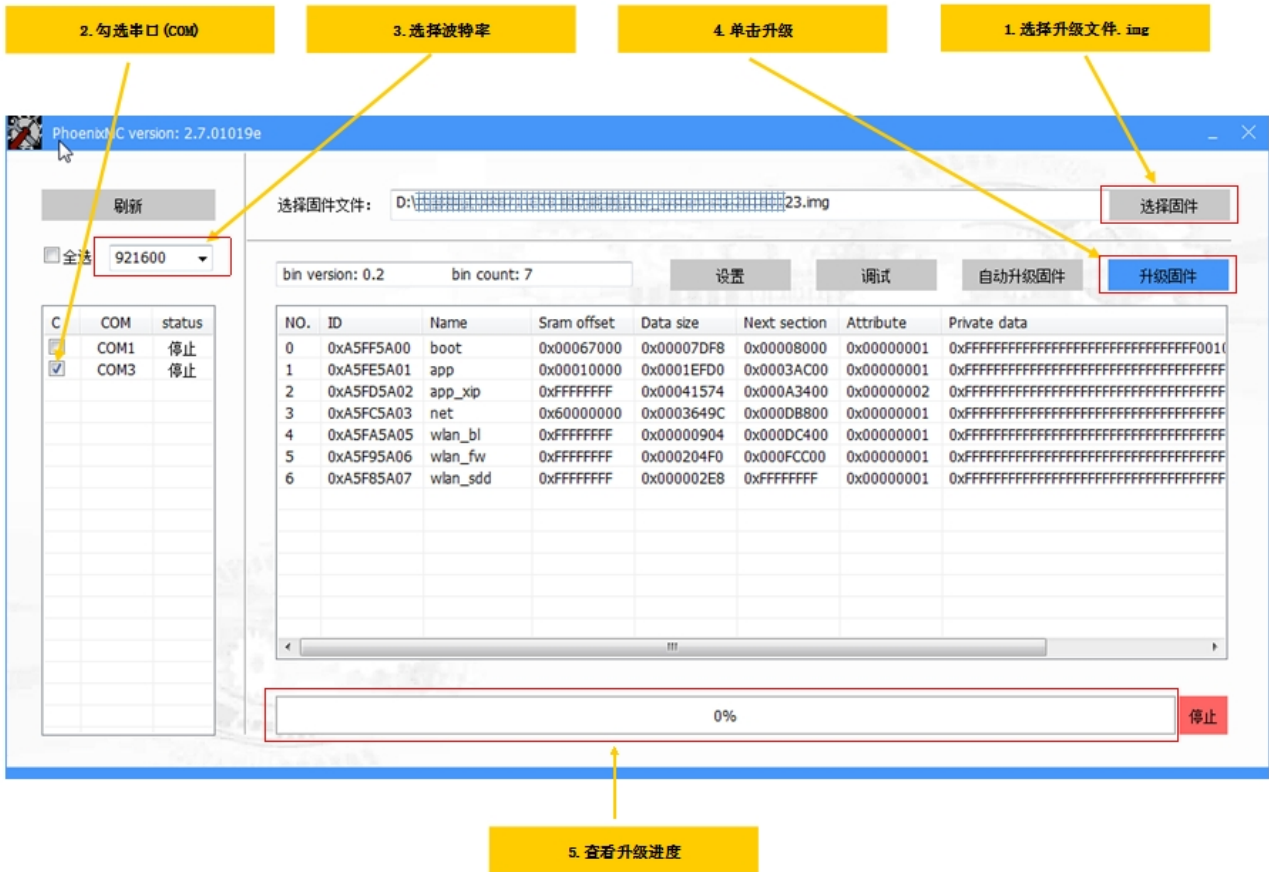 2.勾选串口(COM) 3.选择波特率 4.单击升级 1.选择升级文件.img
PhoenixMC version: 2.7.01019e
刷新 选择固件文件： D:\ 23.img 选择固件
全选 921600
bin version: 0.2 bin count: 7 设置 调试 自动升级固件 升级固件
C COM status
COM1 停止
COM3 停止
NO. ID Name Sram offset Data size Next section Attribute Private data
0 0xA5FF5A00 boot 0x00067000 0x00007DF8 0x00008000 0x00000001
1 0xA5FE5A01 app 0x00010000 0x0001EFD0 0x0003AC00 0x00000001
2 0xA5FD5A02 app_xip 0xFFFFFFFF 0x00041574 0x000A3400 0x00000002
3 0xA5FC5A03 net 0x60000000 0x0003649C 0x000DB800 0x00000001
4 0xA5FA5A05 wlan_bl 0xFFFFFFFF 0x00000904 0x000DC400 0x00000001
5 0xA5F95A06 wlan_fw 0xFFFFFFFF 0x000204F0 0x000FCC00 0x00000001
6 0xA5F85A07 wlan_sdd 0xFFFFFFFF 0x000002E8 0xFFFFFFFF 0x00000001
0% 停止
5.查看升级进度